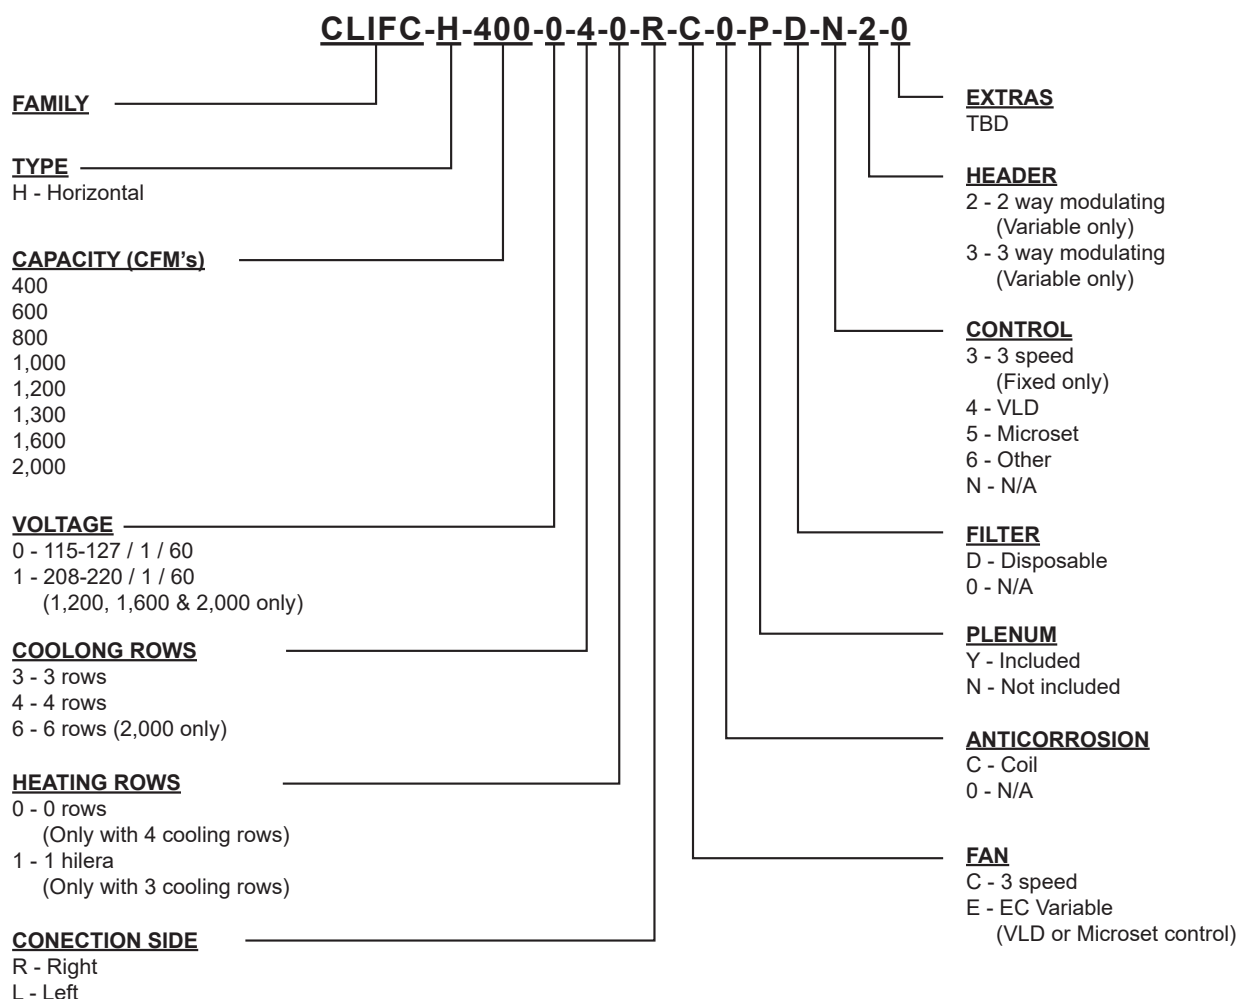 CLIFC-H-400-0-4-0-R-C-0-P-D-N-2-0
FAMILY
TYPE
H - Horizontal
CAPACITY (CFM's)
400
600
800
1,000
1,200
1,300
1,600
2,000
VOLTAGE
0 - 115-127 / 1 / 60
1 - 208-220 / 1 / 60
(1,200, 1,600 & 2,000 only)
COOLONG ROWS
3 - 3 rows
4 - 4 rows
6 - 6 rows (2,000 only)
HEATING ROWS
0 - 0 rows
(Only with 4 cooling rows)
1 - 1 hilera
(Only with 3 cooling rows)
CONECTION SIDE
R - Right
L - Left
EXTRAS
TBD
HEADER
2 - 2 way modulating
(Variable only)
3 - 3 way modulating
(Variable only)
CONTROL
3 - 3 speed
(Fixed only)
4 - VLD
5 - Microset
6 - Other
N - N/A
FILTER
D - Disposable
0 - N/A
PLENUM
Y - Included
N - Not included
ANTICORROSION
C - Coil
0 - N/A
FAN
C - 3 speed
E - EC Variable
(VLD or Microset control)